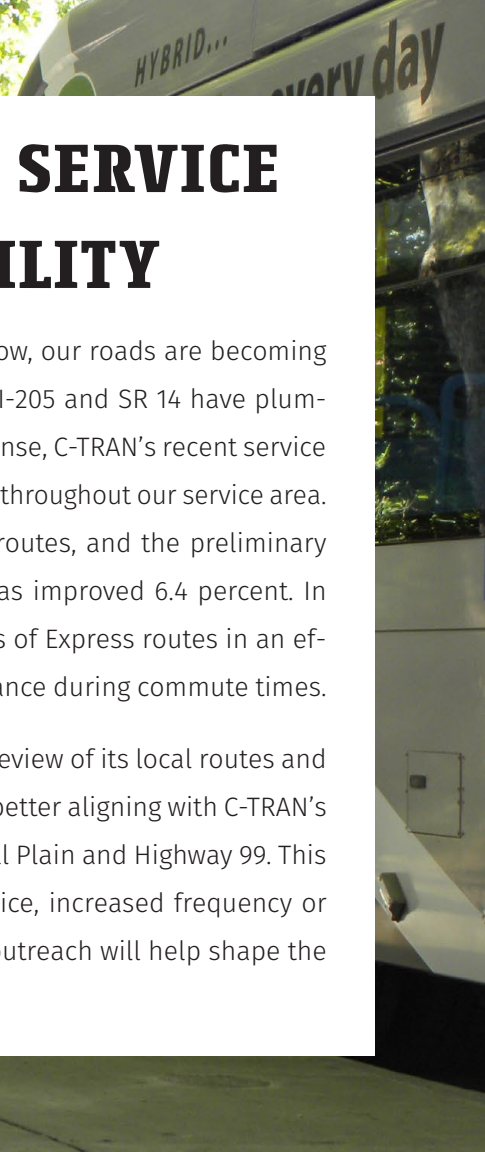 HYBRID...
every day
SERVICE
ILITY
ow, our roads are becoming
I-205 and SR 14 have plum-
nse, C-TRAN’s recent service
throughout our service area.
routes, and the preliminary
as improved 6.4 percent. In
s of Express routes in an ef-
ance during commute times.
eview of its local routes and
better aligning with C-TRAN’s
l Plain and Highway 99. This
ice, increased frequency or
outreach will help shape the